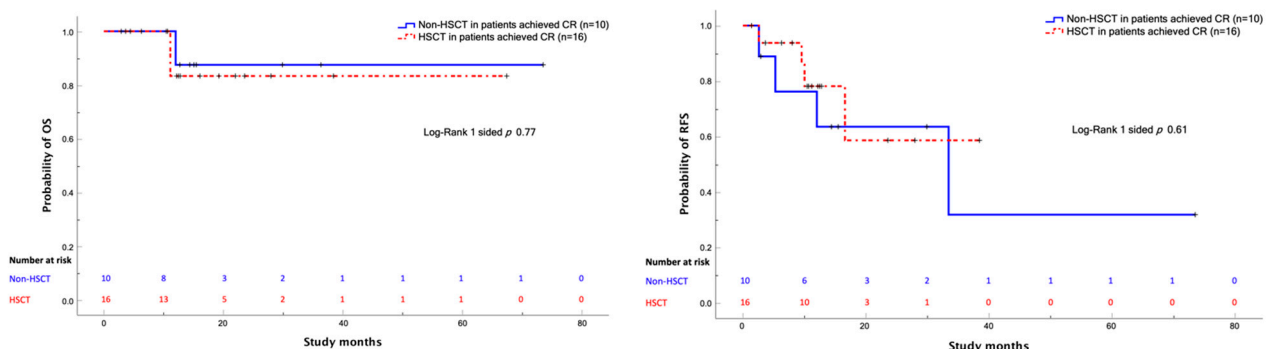 Non-HSCT in patients achieved CR (n=10)
HSCT in patients achieved CR (n=16)
1.0
0.8
0.6
0.4
0.2
0.0
Probability of OS
Log-Rank 1 sided p 0.77
Number at risk
Non-HSCT 10 8 3 2 1 1 1 1 0
HSCT 16 13 5 2 1 1 1 0 0
0 20 40 60 80
Study months
Non-HSCT in patients achieved CR (n=10)
HSCT in patients achieved CR (n=16)
1.0
0.8
0.6
0.4
0.2
0.0
Probability of RFS
Log-Rank 1 sided p 0.61
Number at risk
Non-HSCT 10 6 3 2 1 1 1 1 0
HSCT 16 10 3 1 0 0 0 0 0
0 20 40 60 80
Study months